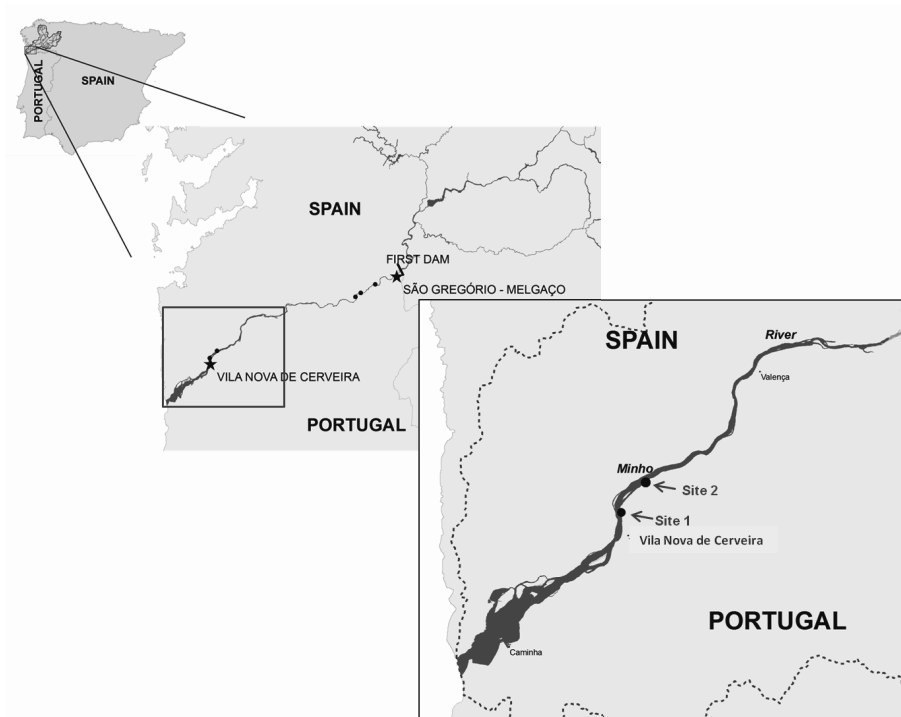 PORTUGAL
SPAIN
SPAIN
FIRST DAM
SÃO GREGÓRIO - MELGAÇO
VILA NOVA DE CERVEIRA
PORTUGAL
SPAIN
River
Valença
Minho
Site 2
Site 1
Vila Nova de Cerveira
PORTUGAL
Caminha